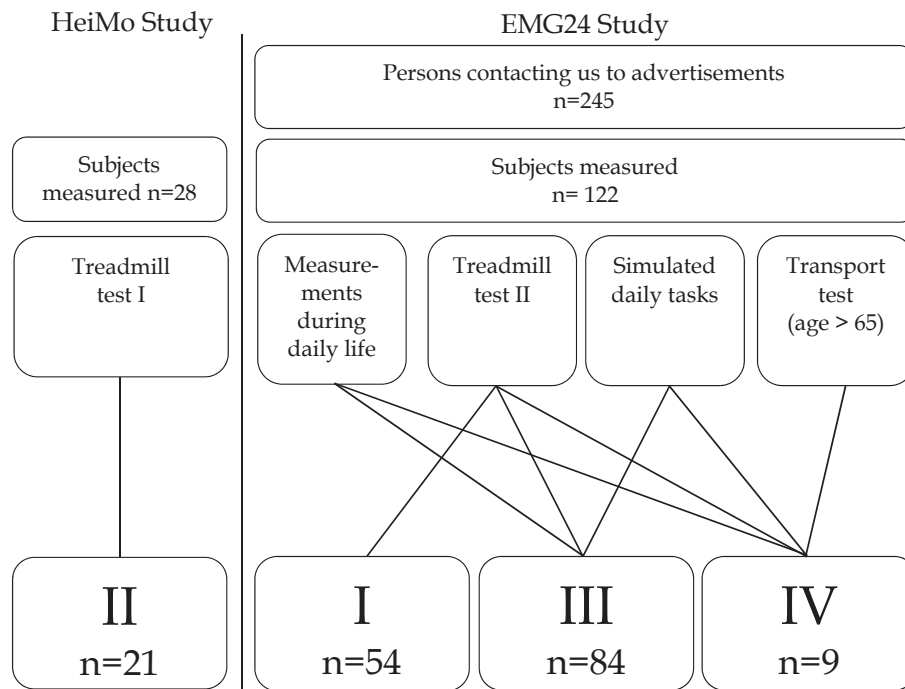 HeiMo Study
EMG24 Study
Persons contacting us to advertisements
n=245
Subjects
measured n=28
Subjects measured
n= 122
Treadmill
test I
Measure-
ments
during
daily life
Treadmill
test II
Simulated
daily tasks
Transport
test
(age > 65)
II
n=21
I
n=54
III
n=84
IV
n=9